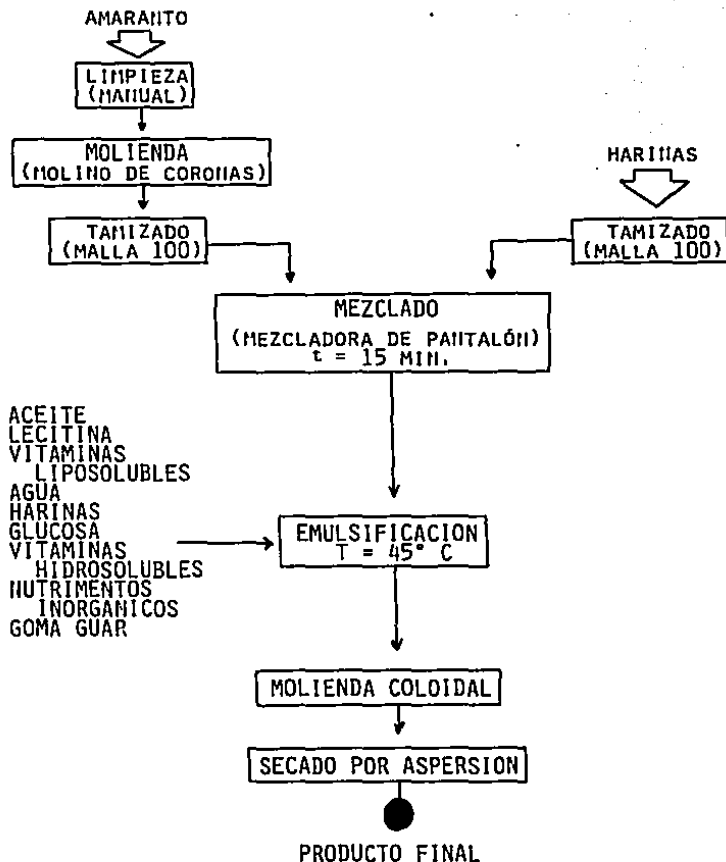 AMARANTO
LIMPIEZA
(MANUAL)
MOLIENDA
(MOLINO DE CORONAS)
TAMIZADO
(MALLA 100)
HARINAS
TAMIZADO
(MALLA 100)
MEZCLADO
(MEZCLADORA DE PANTALÓN)
t = 15 MIN.
ACEITE
LECITINA
VITAMINAS
LIPOSOLUBLES
AGUA
HARINAS
GLUCOSA
VITAMINAS
HIDROSOLUBLES
NUTRIMENTOS
INORGANICOS
GOMA GUAR
EMULSIFICACION
T = 45° C
MOLIENDA COLOIDAL
SECADO POR ASPERSION
PRODUCTO FINAL